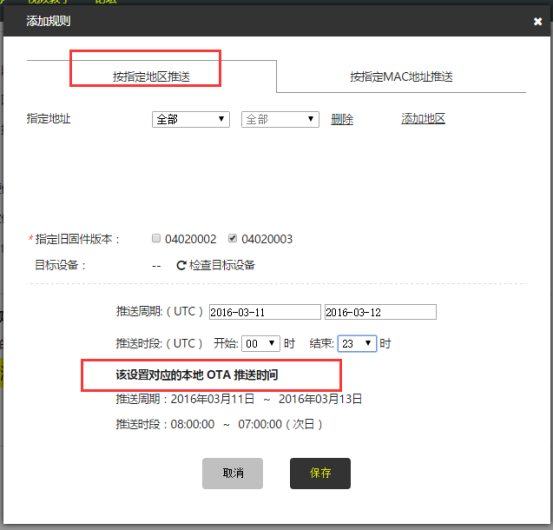 添加规则
按指定地区推送 按指定MAC地址推送
指定地址 全部 全部 删除 添加地区
*指定旧固件版本： 04020002 04020003
目标设备： -- 检查目标设备
推送周期:（UTC） 2016-03-11 2016-03-12
推送时段:（UTC） 开始: 00 时 结束: 23 时
该设置对应的本地 OTA 推送时间
推送周期：2016年03月11日 ~ 2016年03月13日
推送时段：08:00:00 ~ 07:00:00（次日）
取消 保存